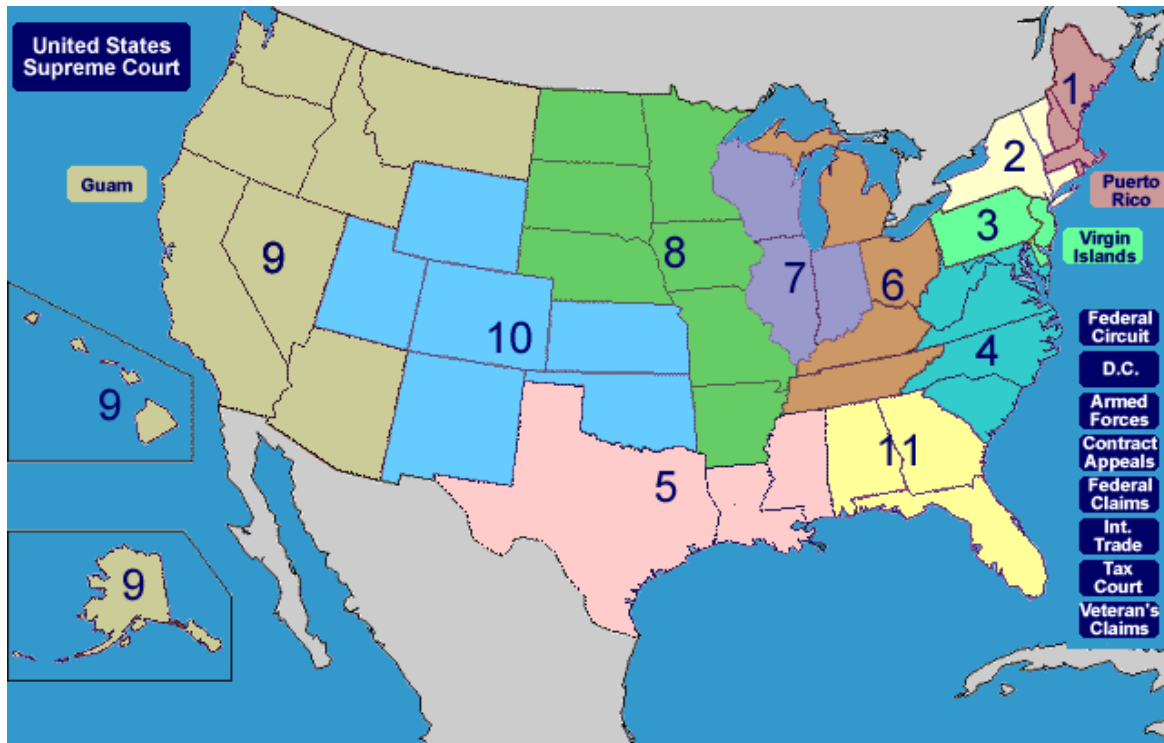 United States
Supreme Court
1
2
Guam
Puerto
Rico
3
Virgin
Islands
8
9
7
6
10
4
Federal
Circuit
D.C.
9
Armed
Forces
11
Contract
Appeals
5
Federal
Claims
Int.
Trade
9
Tax
Court
Veteran's
Claims